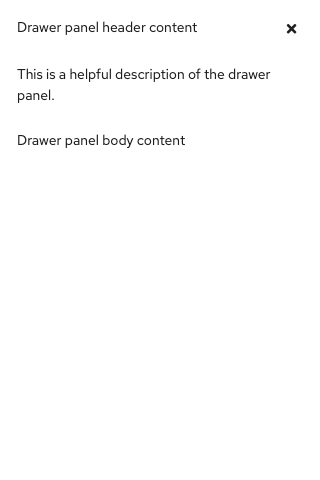 Drawer panel header content
This is a helpful description of the drawer
panel.
Drawer panel body content